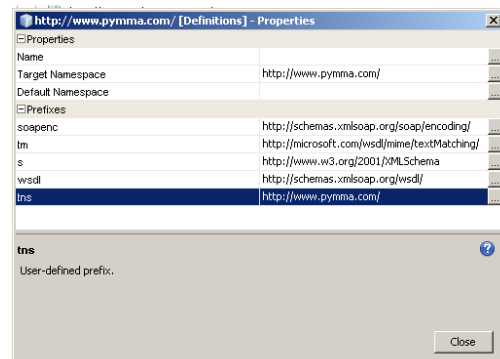 http://www.pymma.com/ [Definitions] - Properties
Properties
Name ...
Target Namespace http://www.pymma.com/ ...
Default Namespace ...
Prefixes
soapenc http://schemas.xmlsoap.org/soap/encoding/ ...
tm http://microsoft.com/wsdl/mime/textMatching/ ...
s http://www.w3.org/2001/XMLSchema ...
wsdl http://schemas.xmlsoap.org/wsdl/ ...
tns http://www.pymma.com/ ...
tns
User-defined prefix.
Close